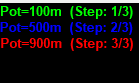 Pot=100m (Step: 1/3)
Pot=500m (Step: 2/3)
Pot=900m (Step: 3/3)